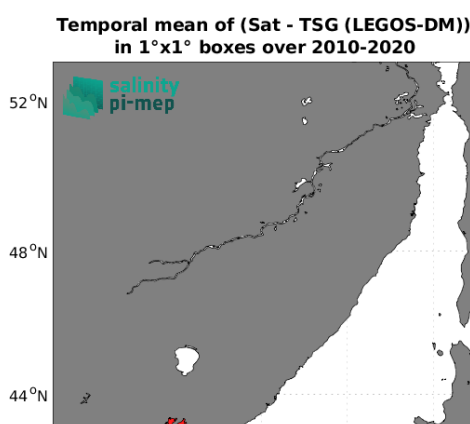 Temporal mean of (Sat - TSG (LEGOS-DM))
in 1°x1° boxes over 2010-2020
salinity
pi-mep
52°N
48°N
44°N